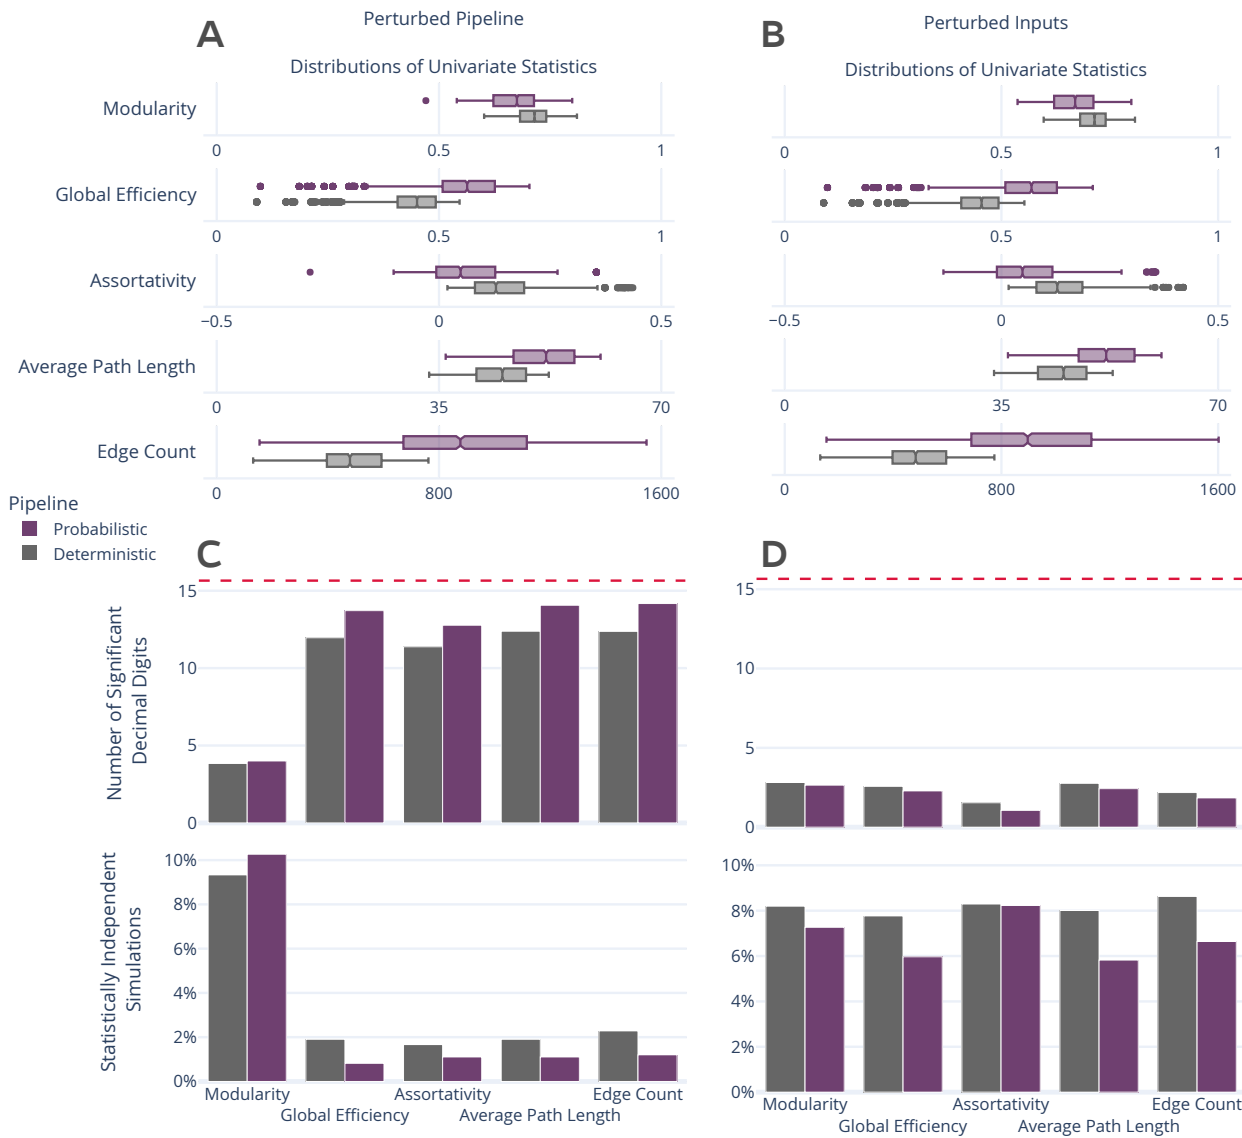 A
Perturbed Pipeline
Distributions of Univariate Statistics
Modularity
0 0.5 1
Global Efficiency
0 0.5 1
Assortativity
−0.5 0 0.5
Average Path Length
0 35 70
Edge Count
0 800 1600
B
Perturbed Inputs
Distributions of Univariate Statistics
0 0.5 1
0 0.5 1
−0.5 0 0.5
0 35 70
0 800 1600
Pipeline
Probabilistic
Deterministic
C
Number of Significant
Decimal Digits
15
10
5
0
Statistically Independent
Simulations
10%
8%
6%
4%
2%
0%
Modularity
Global Efficiency
Assortativity
Average Path Length
Edge Count
D
15
10
5
0
10%
8%
6%
4%
2%
0%
Modularity
Global Efficiency
Assortativity
Average Path Length
Edge Count